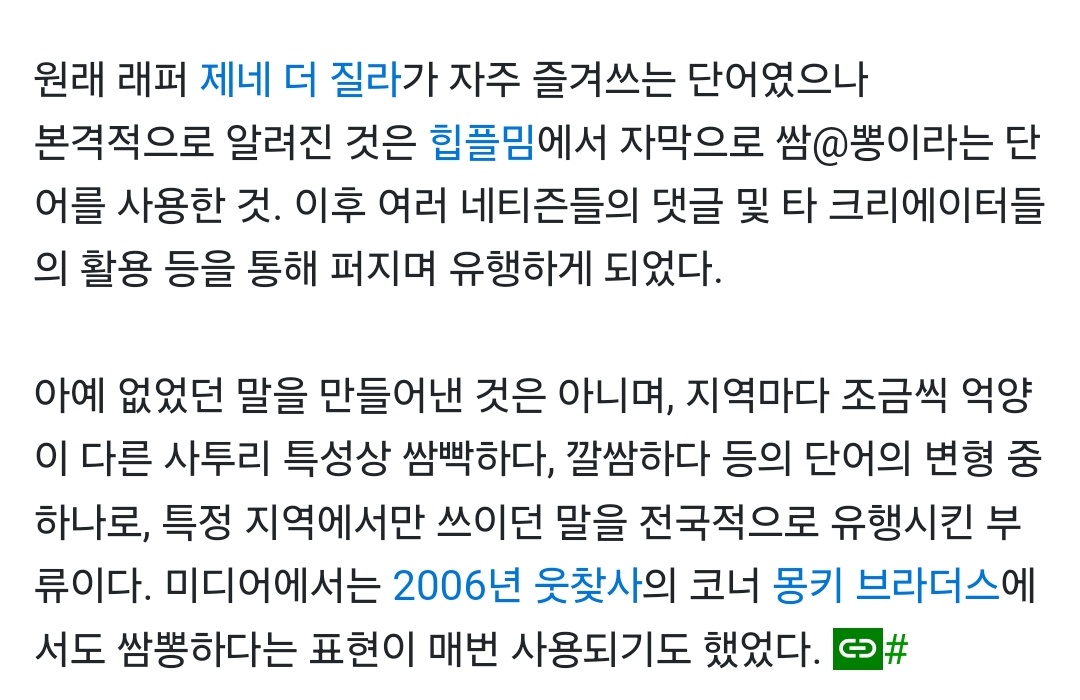 원래 래퍼 제네 더 질라가 자주 즐겨쓰는 단어였으나
본격적으로 알려진 것은 힙플밈에서 자막으로 쌈@뽕이라는 단
어를 사용한 것. 이후 여러 네티즌들의 댓글 및 타 크리에이터들
의 활용 등을 통해 퍼지며 유행하게 되었다.
아예 없었던 말을 만들어낸 것은 아니며, 지역마다 조금씩 억양
이 다른 사투리 특성상 쌈빡하다, 깔쌈하다 등의 단어의 변형 중
하나로, 특정 지역에서만 쓰이던 말을 전국적으로 유행시킨 부
류이다. 미디어에서는 2006년 웃찾사의 코너 몽키 브라더스에
서도 쌈뽕하다는 표현이 매번 사용되기도 했었다. #